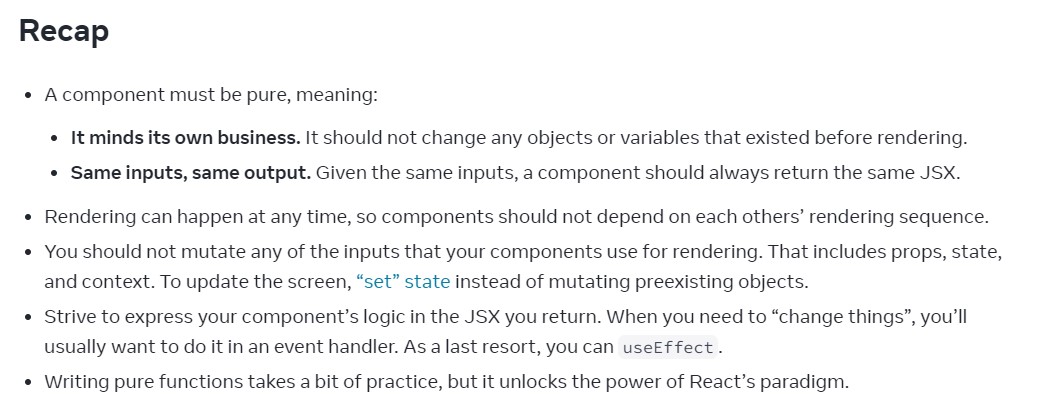 Recap
A component must be pure, meaning:
It minds its own business. It should not change any objects or variables that existed before rendering.
Same inputs, same output. Given the same inputs, a component should always return the same JSX.
Rendering can happen at any time, so components should not depend on each others’ rendering sequence.
You should not mutate any of the inputs that your components use for rendering. That includes props, state,
and context. To update the screen, “set” state instead of mutating preexisting objects.
Strive to express your component’s logic in the JSX you return. When you need to “change things”, you’ll
usually want to do it in an event handler. As a last resort, you can useEffect.
Writing pure functions takes a bit of practice, but it unlocks the power of React’s paradigm.